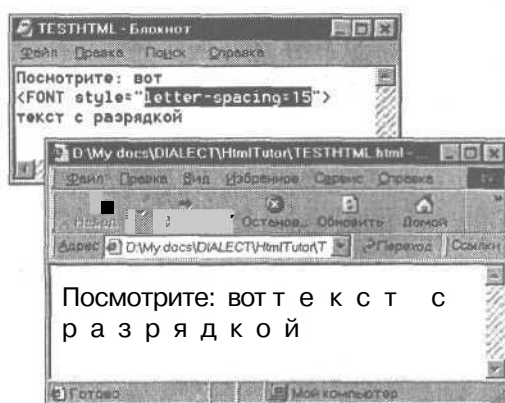 TESTHTML - Блокнот
Файл Правка Поиск Справка
Посмотрите: вот
<FONT style="letter-spacing=15">
текст с разрядкой
D:\My docs\DIALECT\HtmlTutor\TESTHTML.html - ...
Файл Правка Вид Избранное Сервис Справка
Останов... Обновить Домой
Адрес D:\My docs\DIALECT\HtmlTutor\T Переход Ссылки
Посмотрите: вот т е к с т с
р а з р я д к о й
Готово Мой компьютер